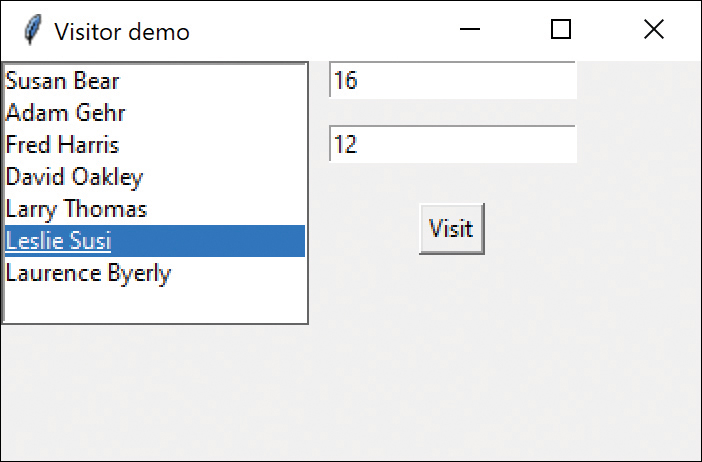 Visitor demo
Susan Bear
Adam Gehr
Fred Harris
David Oakley
Larry Thomas
Leslie Susi
Laurence Byerly
16
12
Visit